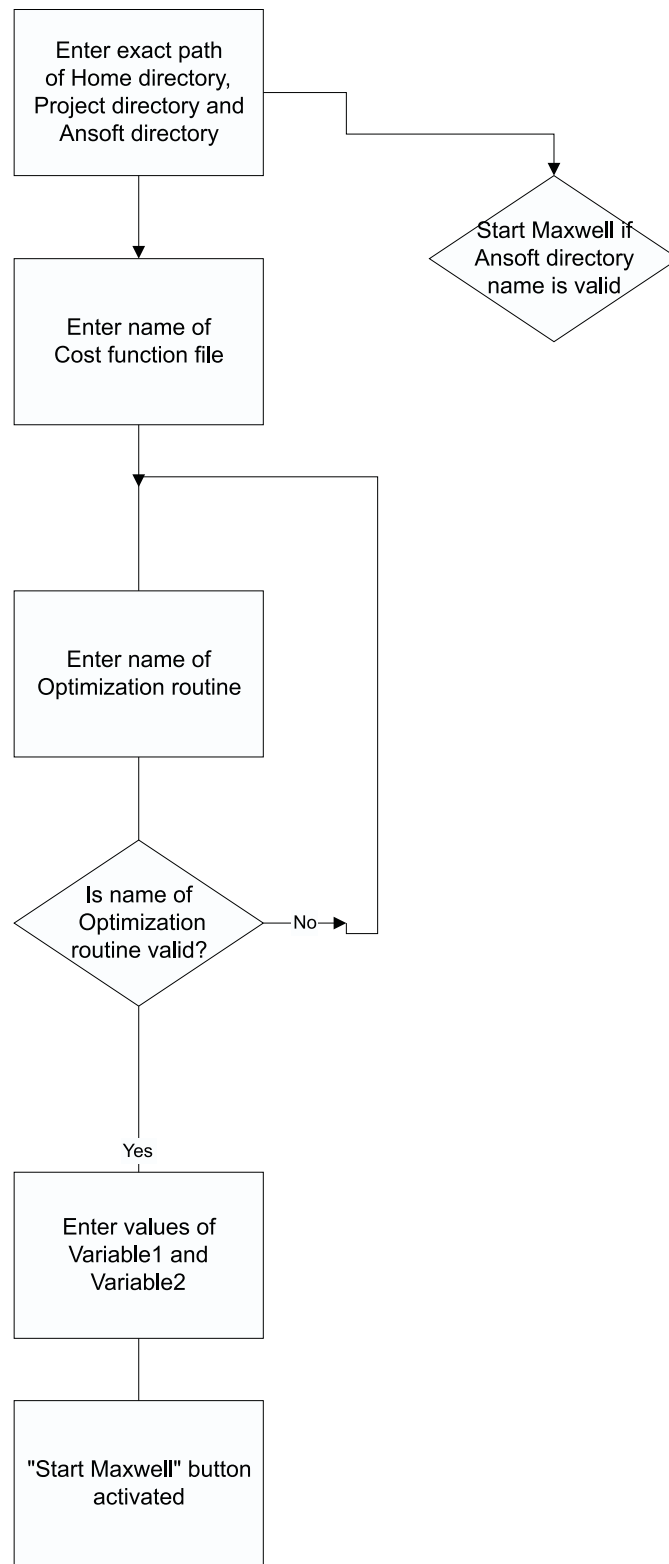 Enter exact path
of Home directory,
Project directory and
Ansoft directory
Start Maxwell if
Ansoft directory
name is valid
Enter name of
Cost function file
Enter name of
Optimization routine
Is name of
Optimization
routine valid?
No
Yes
Enter values of
Variable1 and
Variable2
"Start Maxwell" button
activated